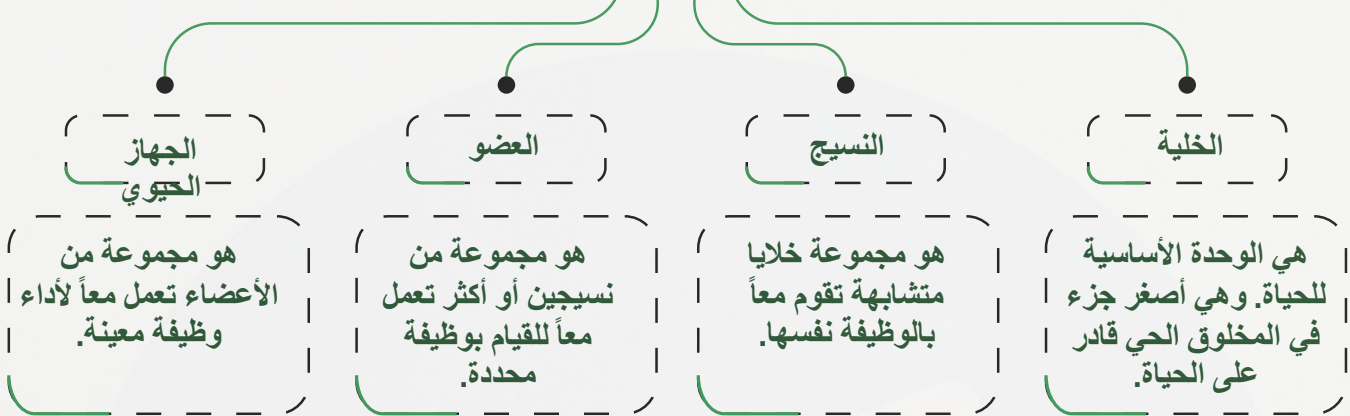 الخلية
هي الوحدة الأساسية
للحياة. وهي أصغر جزء
في المخلوق الحي قادر
على الحياة.
النسيج
هو مجموعة خلايا
متشابهة تقوم معاً
بالوظيفة نفسها.
العضو
هو مجموعة من
نسيجين أو أكثر تعمل
معاً للقيام بوظيفة
محددة.
الجهاز
الحيوي
هو مجموعة من
الأعضاء تعمل معاً لأداء
وظيفة معينة.